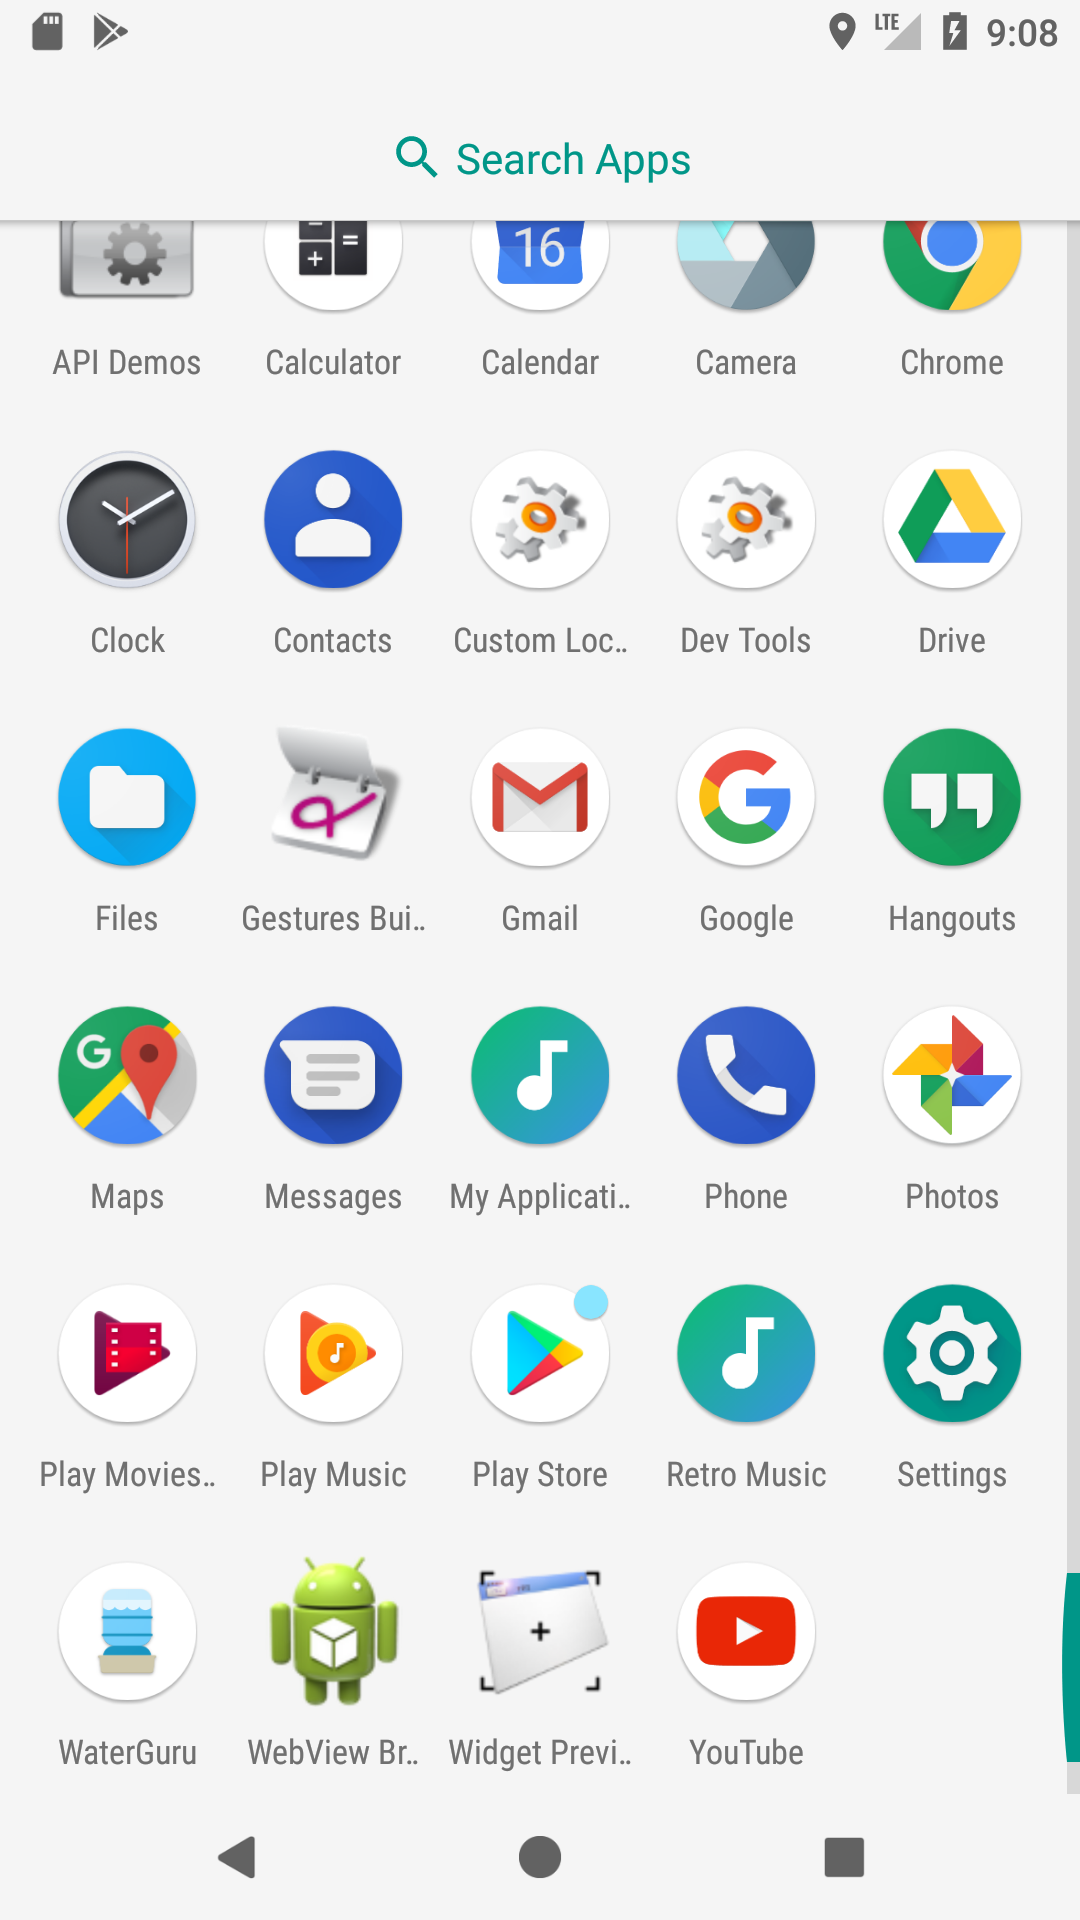 LTE 9:08
Search Apps
16
API Demos Calculator Calendar Camera Chrome
Clock Contacts Custom Loc.. Dev Tools Drive
Files Gestures Bui.. Gmail Google Hangouts
G
Maps Messages My Applicati.. Phone Photos
Play Movies.. Play Music Play Store Retro Music Settings
WaterGuru WebView Br.. Widget Previ.. YouTube